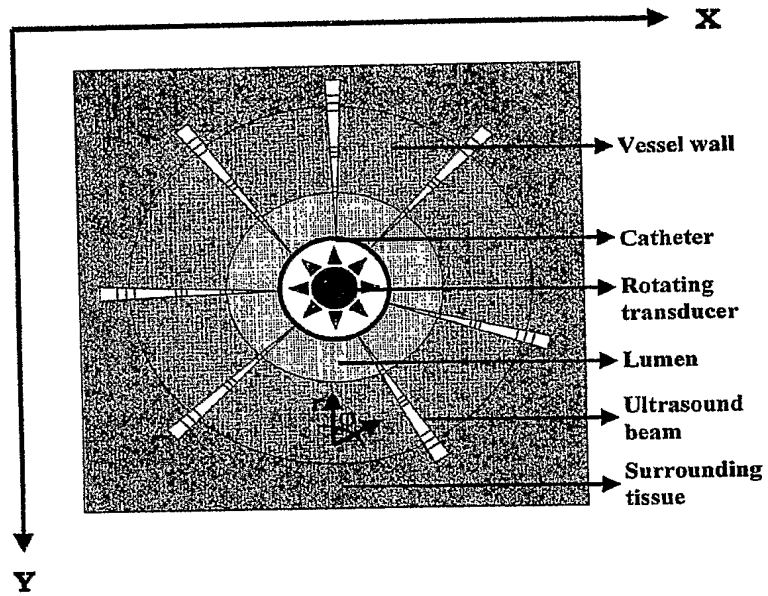 X
Vessel wall
Catheter
Rotating
transducer
Lumen
Ultrasound
beam
Surrounding
tissue
Y